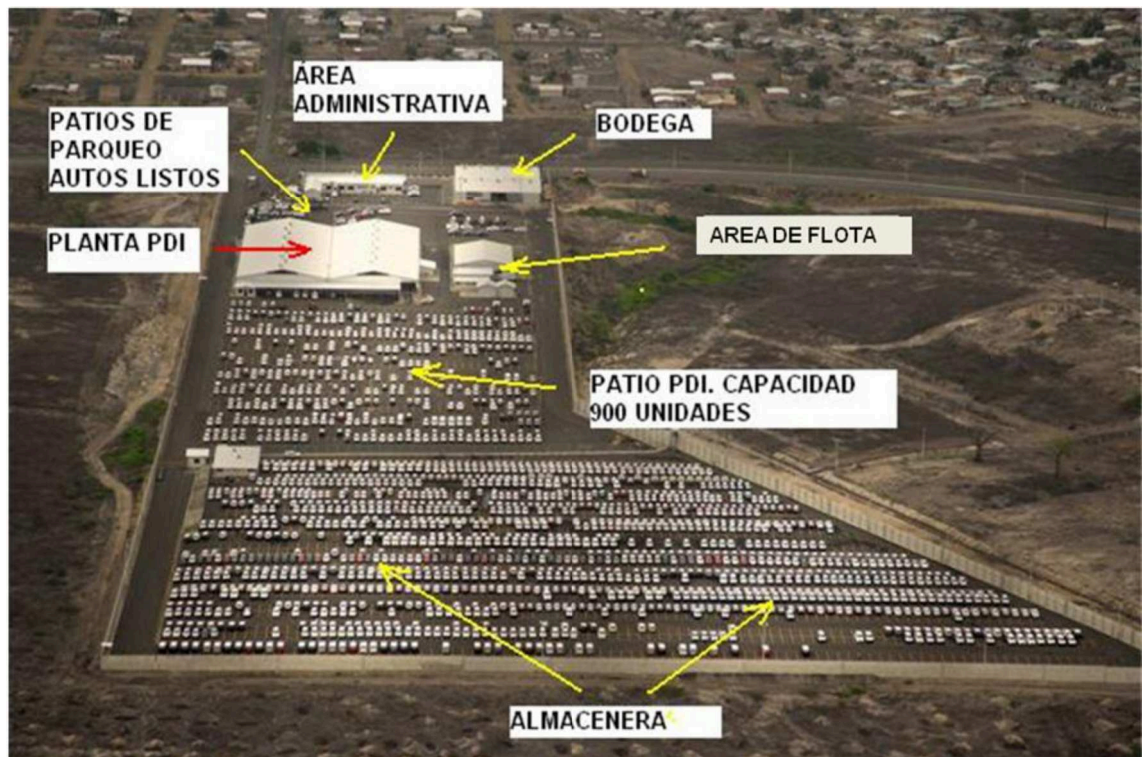 ÁREA
ADMINISTRATIVA
BODEGA
PATIOS DE
PARQUEO
AUTOS LISTOS
PLANTA PDI
AREA DE FLOTA
PATIO PDI. CAPACIDAD
900 UNIDADES
ALMACENERA